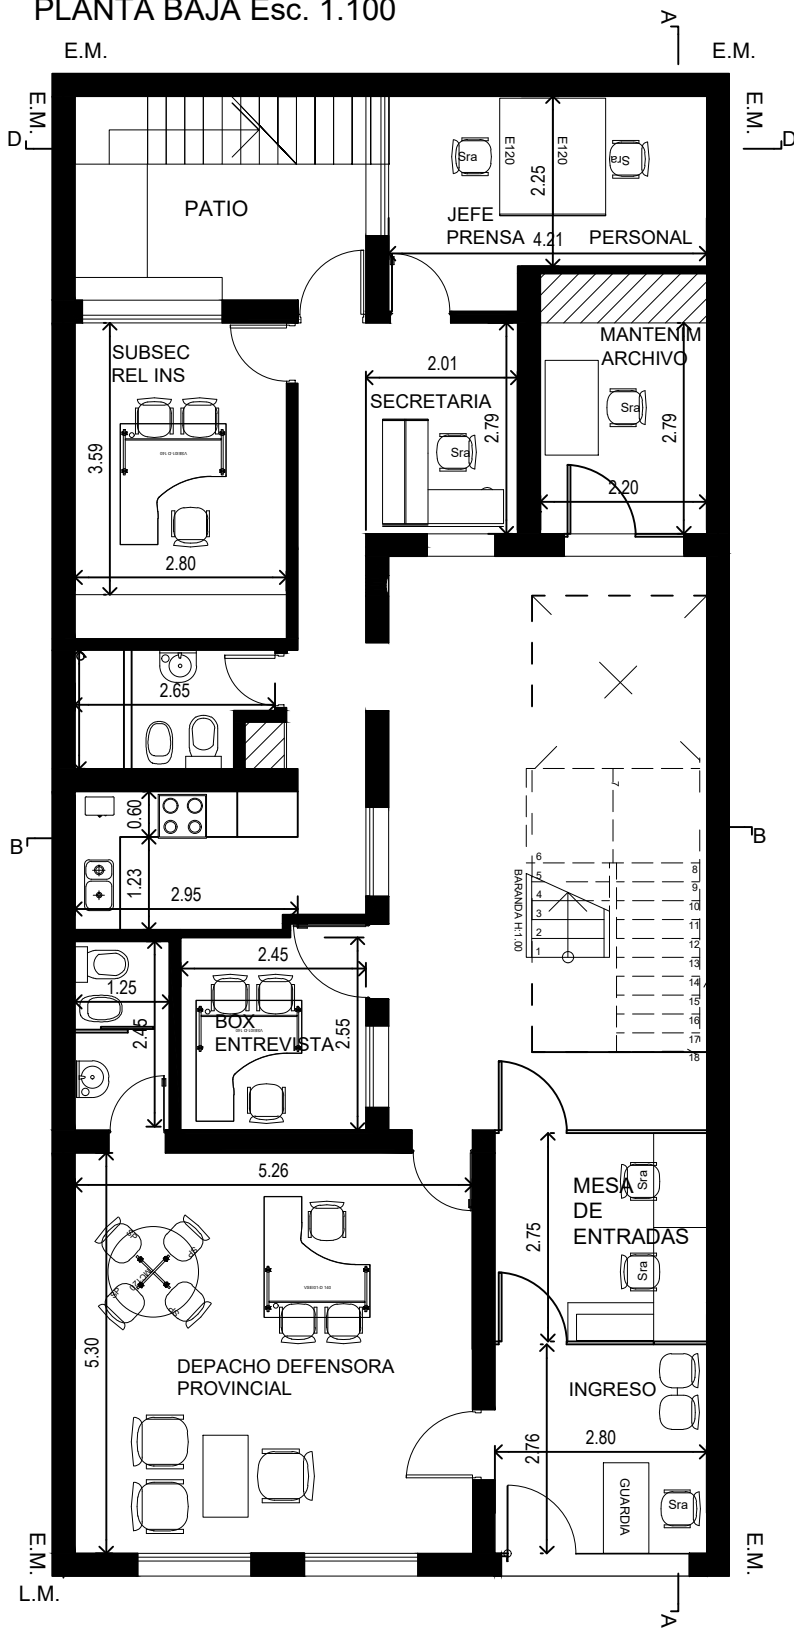 PLANTA BAJA Esc. 1.100
A
E.M.
E.M.
E.M.
E.M.
D
D
Sra
E120
E120
Sra
2.25
PATIO
JEFE
PRENSA
4.21
PERSONAL
SUBSEC
REL INS
MANTENIM
ARCHIVO
2.01
SECRETARIA
Sra
2.79
2.79
Sra
3.59
2.20
2.80
2.65
B
B
0.60
1.23
2.95
BARANDA H:1.00
6
5
4
3
2
1
8
9
10
11
12
13
14
15
16
17
18
1.25
2.45
2.45
BOX
ENTREVISTA
2.55
5.26
MESA
DE
ENTRADAS
Sra
Sra
2.75
5.30
DEPACHO DEFENSORA
PROVINCIAL
INGRESO
2.76
2.80
GUARDIA
Sra
E.M.
E.M.
L.M.
A